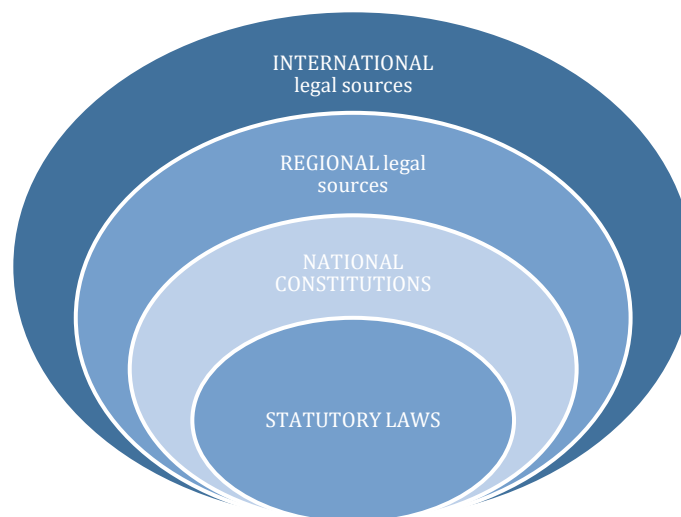 INTERNATIONAL
legal sources
REGIONAL legal
sources
NATIONAL
CONSTITUTIONS
STATUTORY LAWS